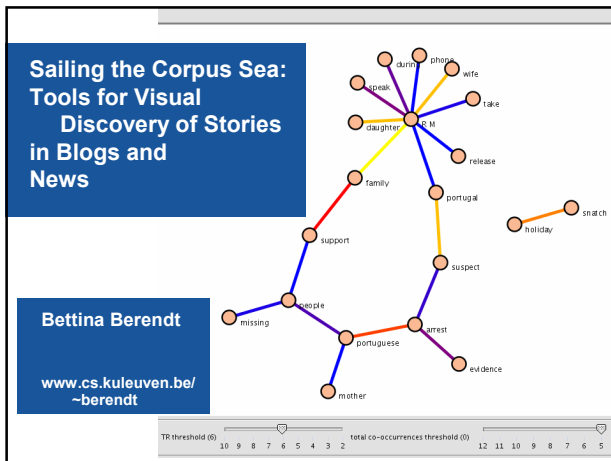 Sailing the Corpus Sea:
Tools for Visual
Discovery of Stories
in Blogs and
News
Bettina Berendt
www.cs.kuleuven.be/
~berendt
durin
phone
wife
speak
take
daughter
R M
release
family
portugal
snatch
holiday
support
suspect
people
missing
arrest
portuguese
evidence
mother
TR threshold (6)
10 9 8 7 6 5 4 3 2
total co-occurrences threshold (0)
12 11 10 9 8 7 6 5